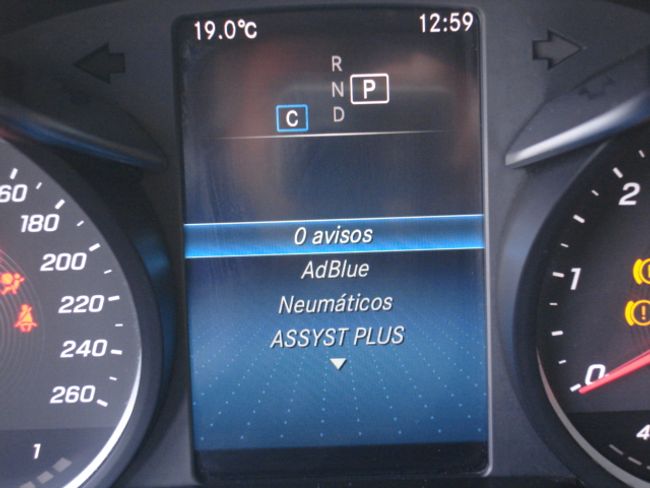 19.0°C 12:59
R
N P
C D
160
180
200
220
240
260
1
0 avisos
AdBlue
Neumáticos
ASSYST PLUS
2
1
0
4